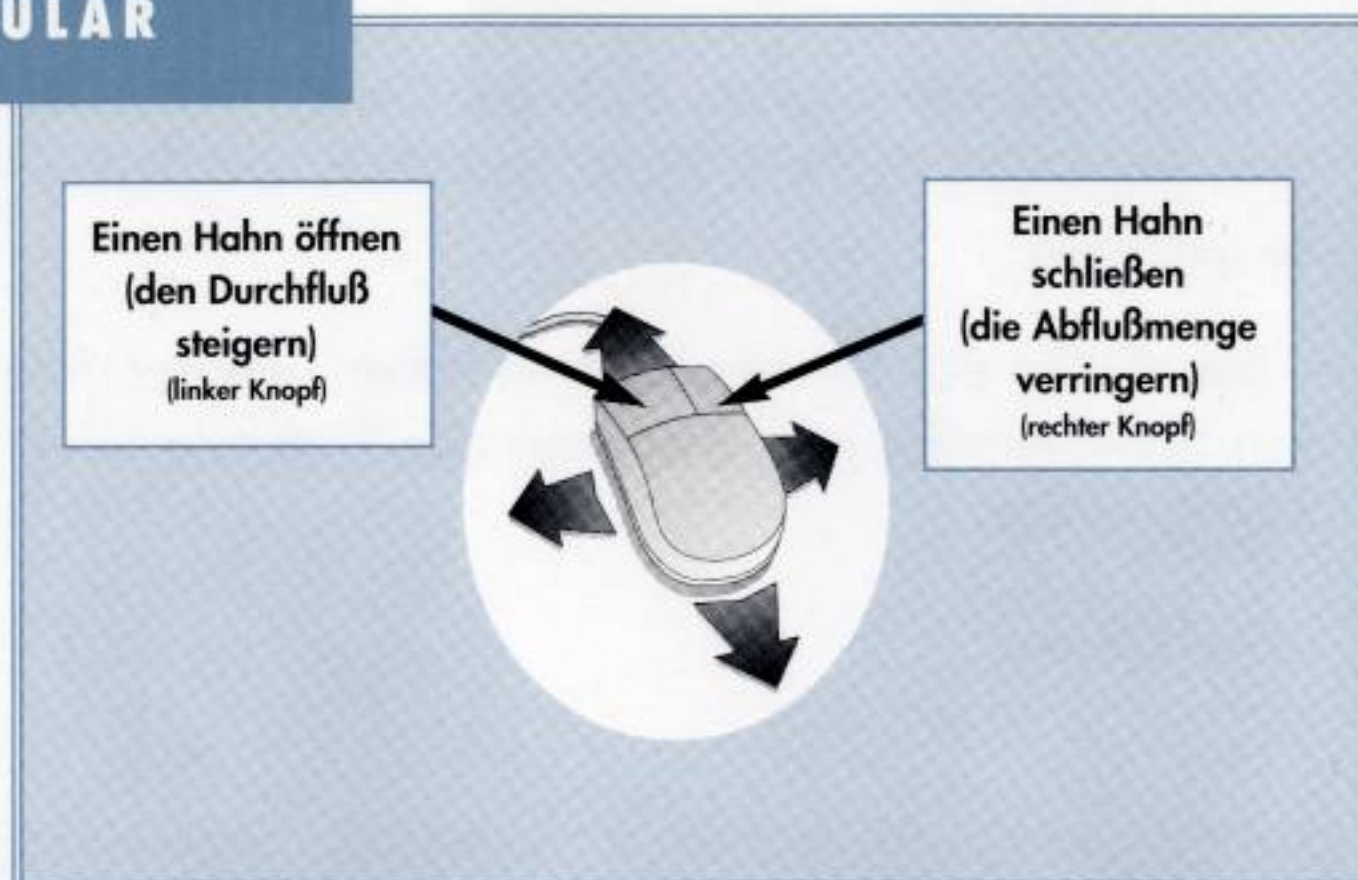 ULAR
Einen Hahn öffnen
(den Durchfluß
steigern)
(linker Knopf)
Einen Hahn
schließen
(die Abflußmenge
verringern)
(rechter Knopf)